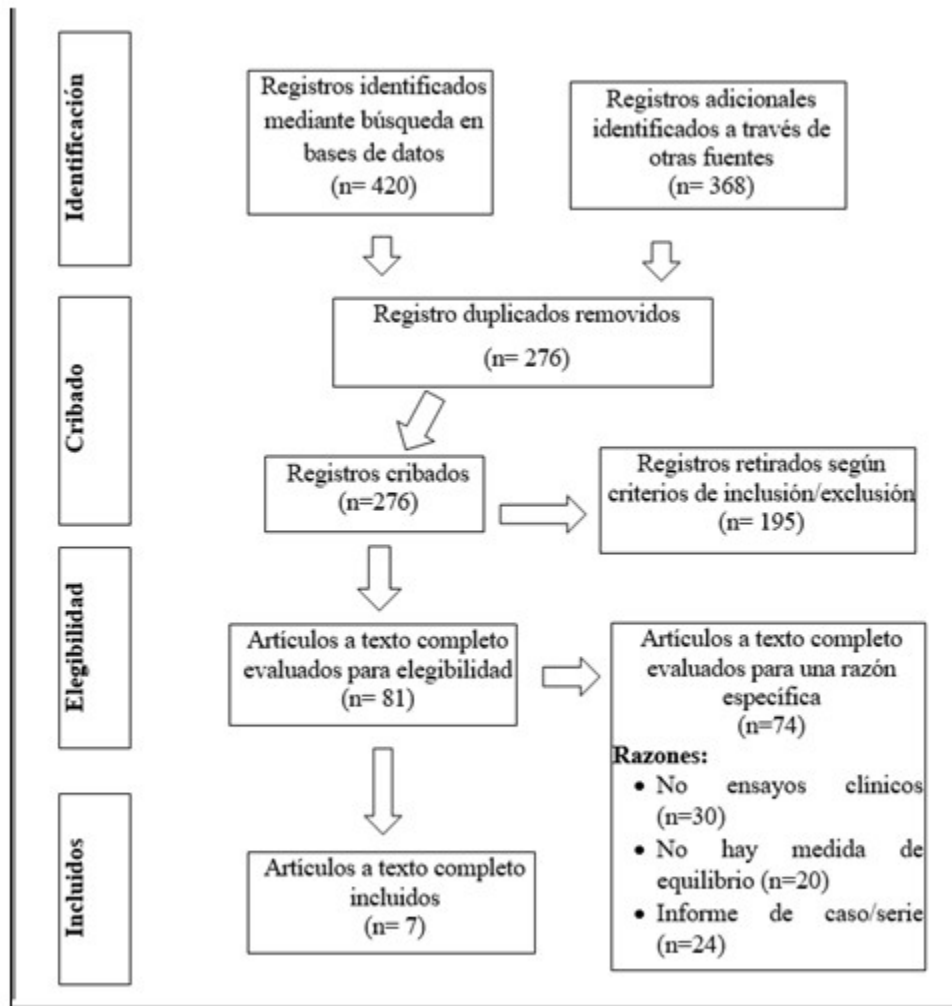 Identificación
Registros identificados
mediante búsqueda en
bases de datos
(n= 420)
Registros adicionales
identificados a través de
otras fuentes
(n= 368)
Cribado
Registro duplicados removidos
(n= 276)
Registros cribados
(n=276)
Registros retirados según
criterios de inclusión/exclusión
(n= 195)
Elegibilidad
Artículos a texto completo
evaluados para elegibilidad
(n= 81)
Artículos a texto completo
evaluados para una razón
específica
(n=74)
Razones:
• No ensayos clínicos
(n=30)
• No hay medida de
equilibrio (n=20)
• Informe de caso/serie
(n=24)
Incluidos
Artículos a texto completo
incluidos
(n= 7)